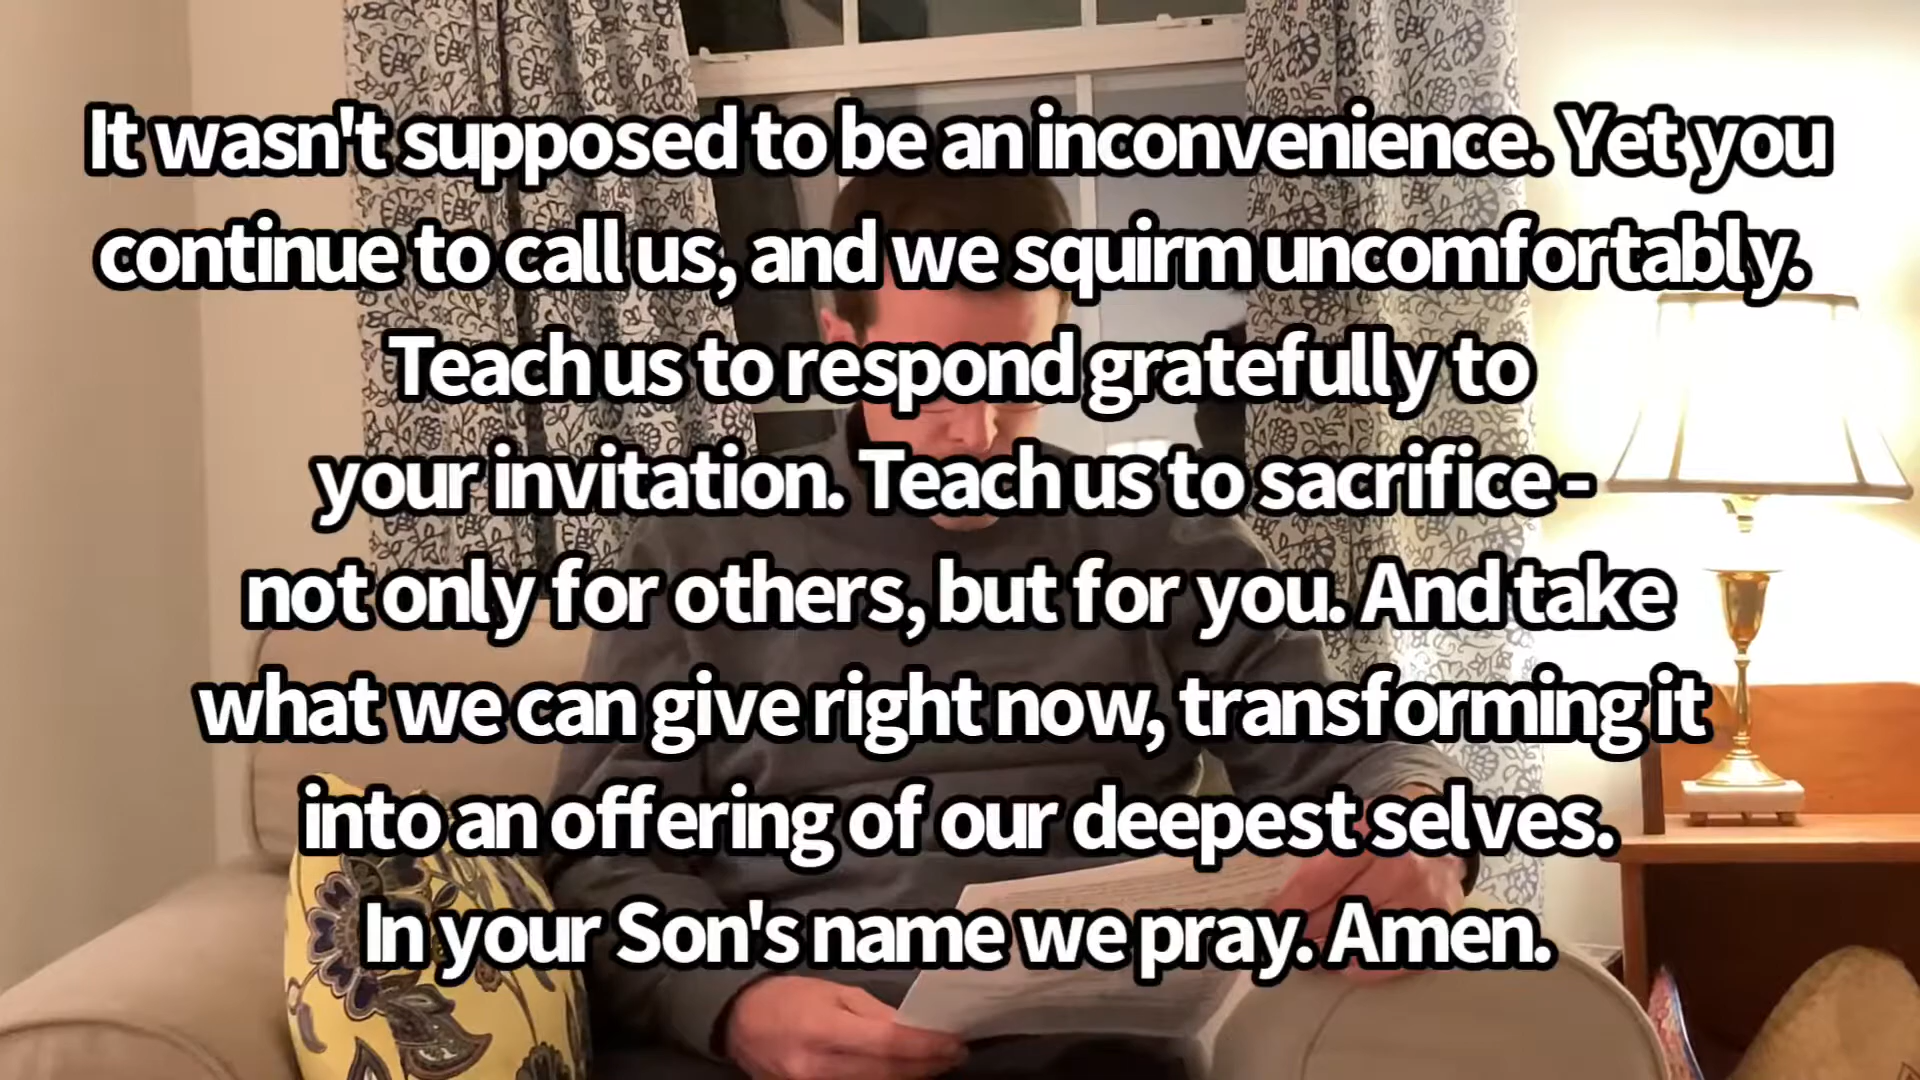 It wasn't supposed to be an inconvenience. Yet you
continue to call us, and we squirm uncomfortably.
Teach us to respond gratefully to
your invitation. Teach us to sacrifice -
not only for others, but for you. And take
what we can give right now, transforming it
into an offering of our deepest selves.
In your Son's name we pray. Amen.